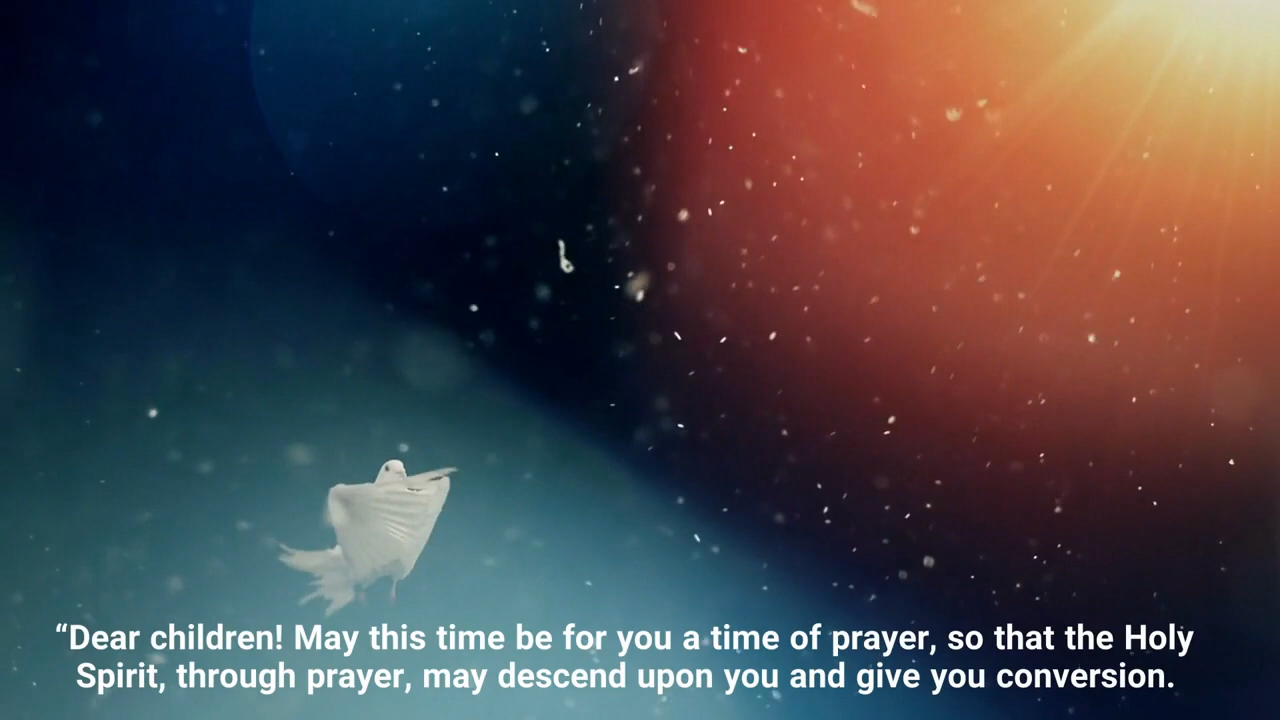 “Dear children! May this time be for you a time of prayer, so that the Holy
Spirit, through prayer, may descend upon you and give you conversion.